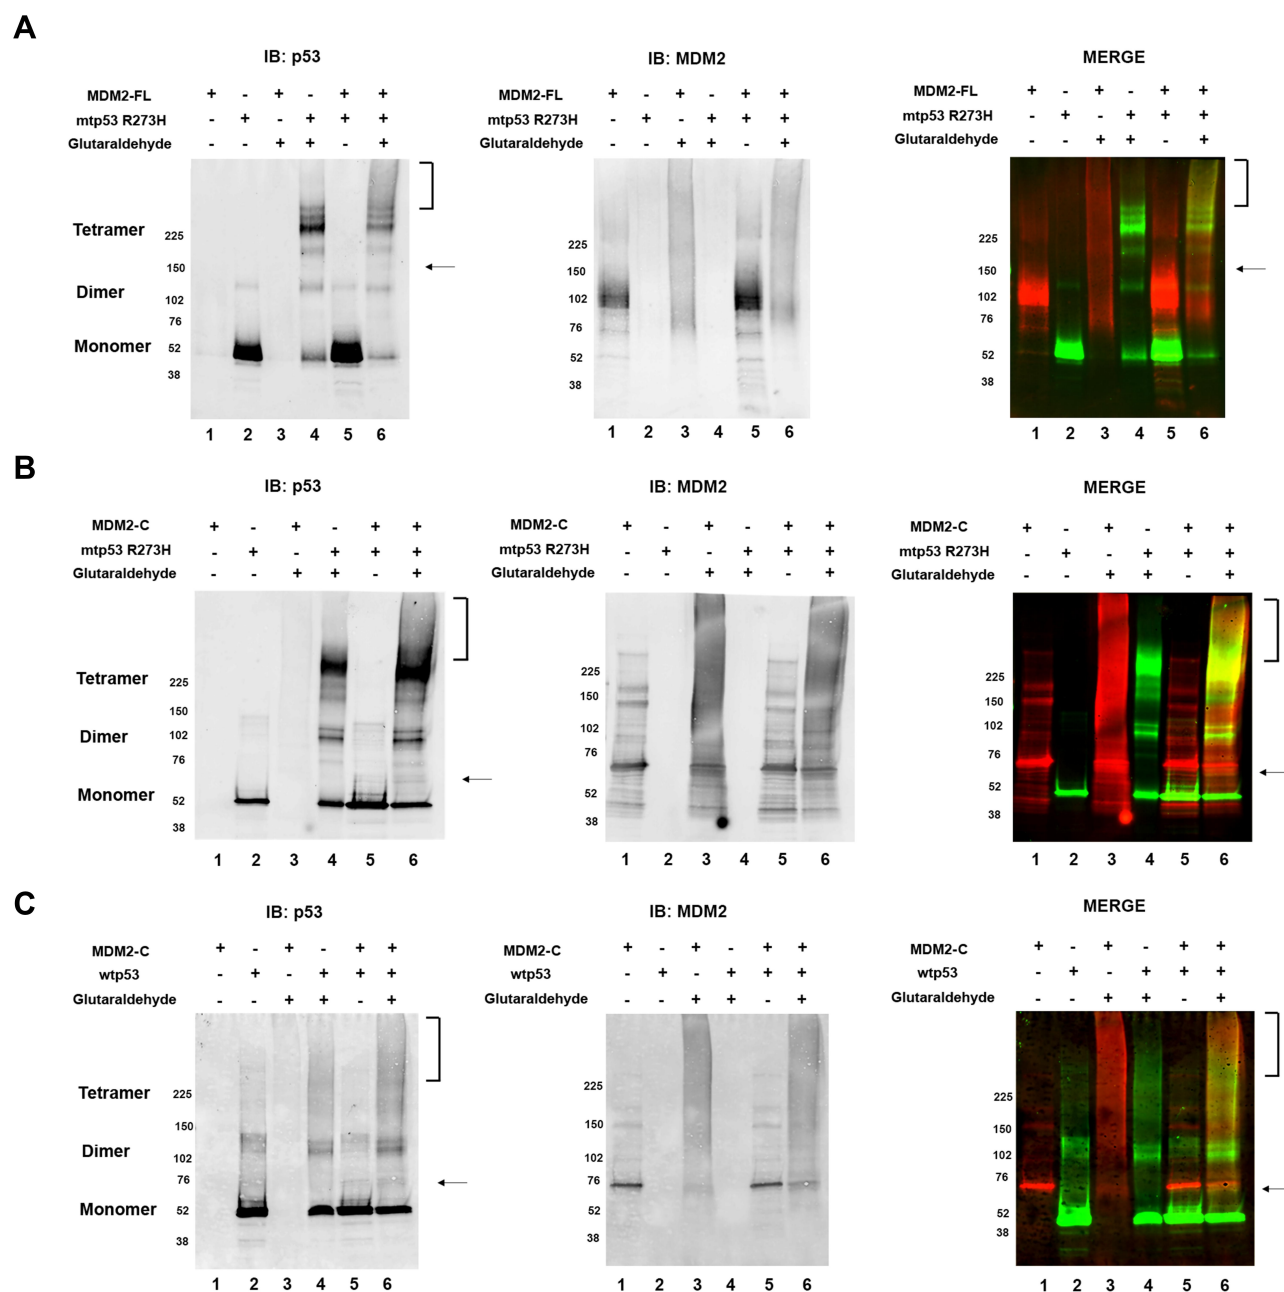 A
IB: p53
IB: MDM2
MERGE
MDM2-FL + - + - + +
mtp53 R273H - + - + + +
Glutaraldehyde - - + + - +
Tetramer
Dimer
Monomer
225
150
102
76
52
38
1 2 3 4 5 6
MDM2-FL + - + - + +
mtp53 R273H - + - + + +
Glutaraldehyde - - + + - +
225
150
102
76
52
38
1 2 3 4 5 6
MDM2-FL + - + - + +
mtp53 R273H - + - + + +
Glutaraldehyde - - + + - +
225
150
102
76
52
38
1 2 3 4 5 6
B
IB: p53
IB: MDM2
MERGE
MDM2-C + - + - + +
mtp53 R273H - + - + + +
Glutaraldehyde - - + + - +
Tetramer
Dimer
Monomer
225
150
102
76
52
38
1 2 3 4 5 6
MDM2-C + - + - + +
mtp53 R273H - + - + + +
Glutaraldehyde - - + + - +
225
150
102
76
52
38
1 2 3 4 5 6
MDM2-C + - + - + +
mtp53 R273H - + - + + +
Glutaraldehyde - - + + - +
225
150
102
76
52
38
1 2 3 4 5 6
C
IB: p53
IB: MDM2
MERGE
MDM2-C + - + - + +
wtp53 - + - + + +
Glutaraldehyde - - + + - +
Tetramer
Dimer
Monomer
225
150
102
76
52
38
1 2 3 4 5 6
MDM2-C + - + - + +
wtp53 - + - + + +
Glutaraldehyde - - + + - +
225
150
102
76
52
38
1 2 3 4 5 6
MDM2-C + - + - + +
wtp53 - + - + + +
Glutaraldehyde - - + + - +
225
150
102
76
52
38
1 2 3 4 5 6